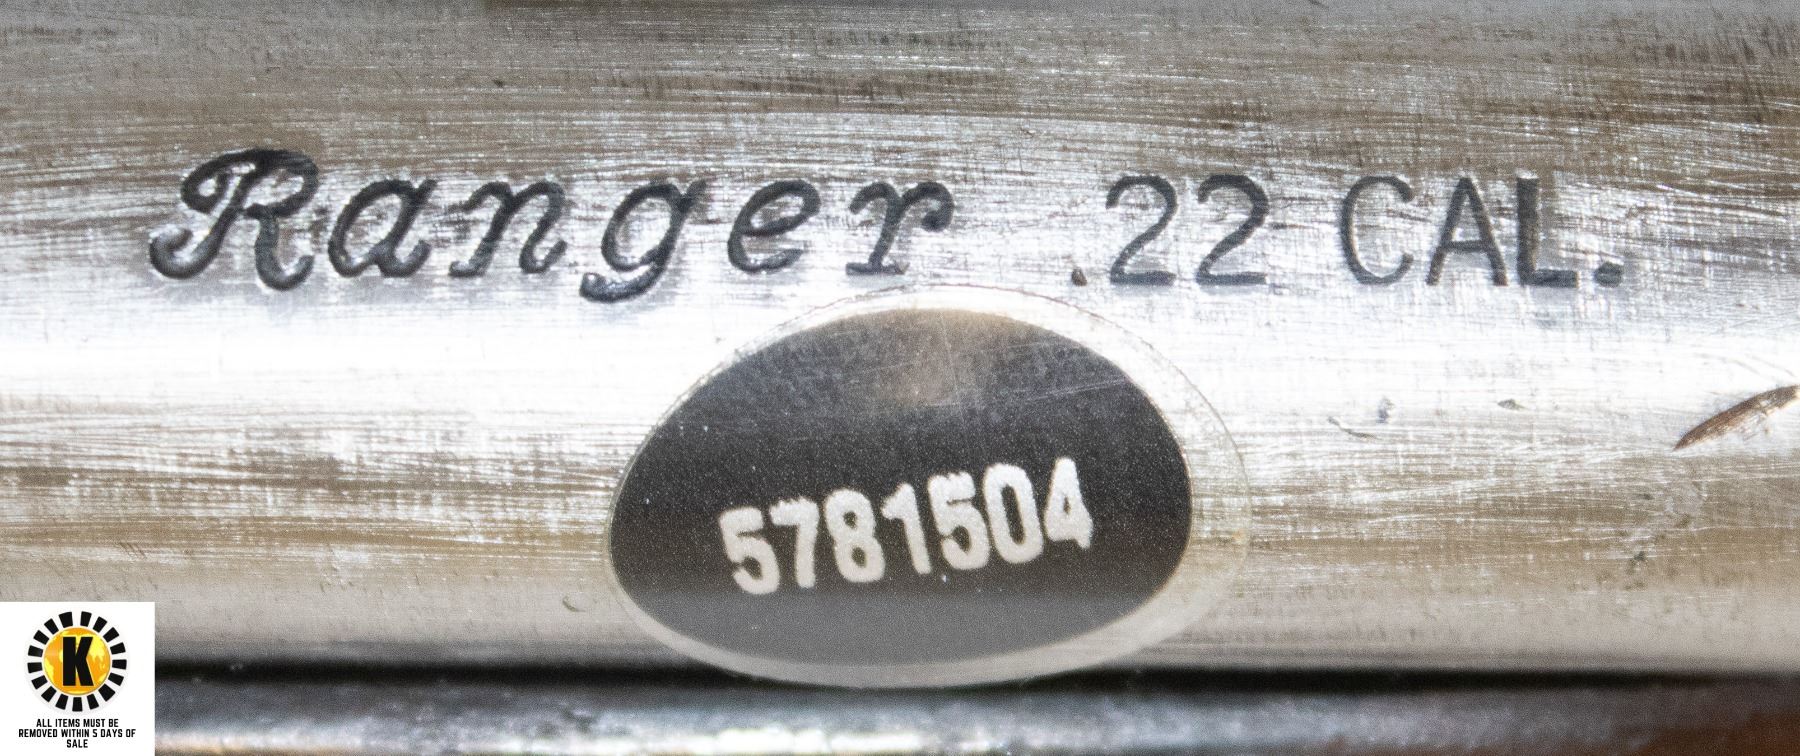 Ranger .22 CAL.
5781504
K
ALL ITEMS MUST BE
REMOVED WITHIN 5 DAYS OF
SALE